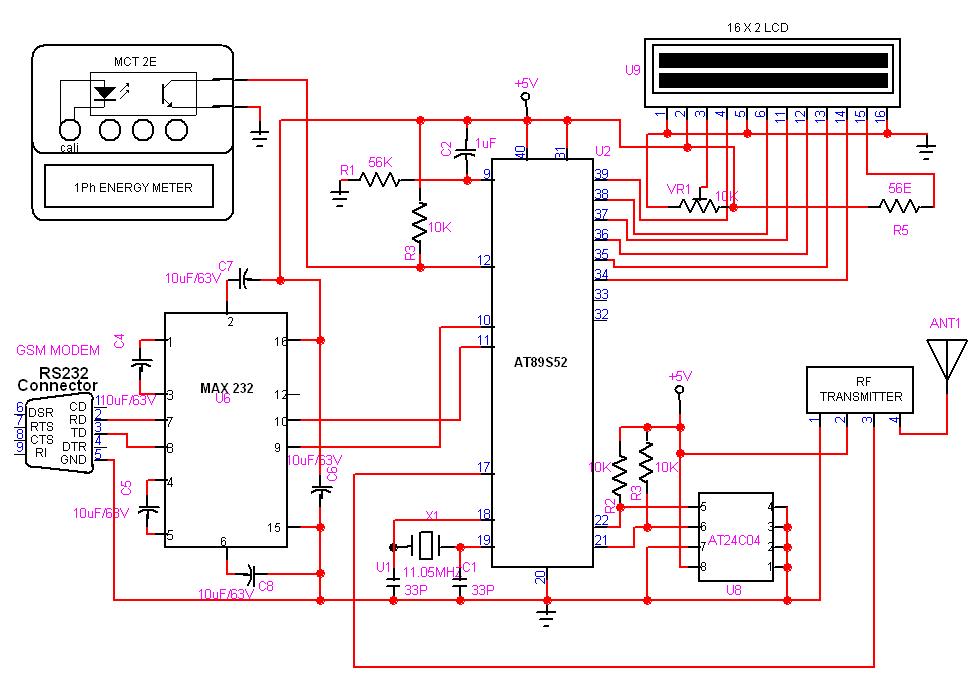 16 X 2 LCD
MCT 2E
cali
1Ph ENERGY METER
+5V
U9
1 2 3 4 5 6 11 12 13 14 15 16
C2
1uF
40
31
U2
R1
56K
9
39
38
37
36
35
34
33
32
VR1
10K
56E
R5
10K
R3
12
C7
10uF/63V
2
C4
1
16
GSM MODEM
RS232
Connector
10uF/63V
3
MAX 232
U6
12
10
11
AT89S52
ANT1
RF
TRANSMITTER
1 2 3 4
+5V
6
7
8
9
DSR
RTS
CTS
RI
CD
RD
TD
DTR
GND
1
2
3
4
5
7
8
10
9
10uF/63V
C6
4
C5
10uF/63V
5
15
6
C8
10uF/63V
17
18
19
X1
U1
11.05MHZ
C1
33P
33P
20
22
21
10K
R2
10K
R3
5
6
7
8
AT24C04
4
3
2
1
U8